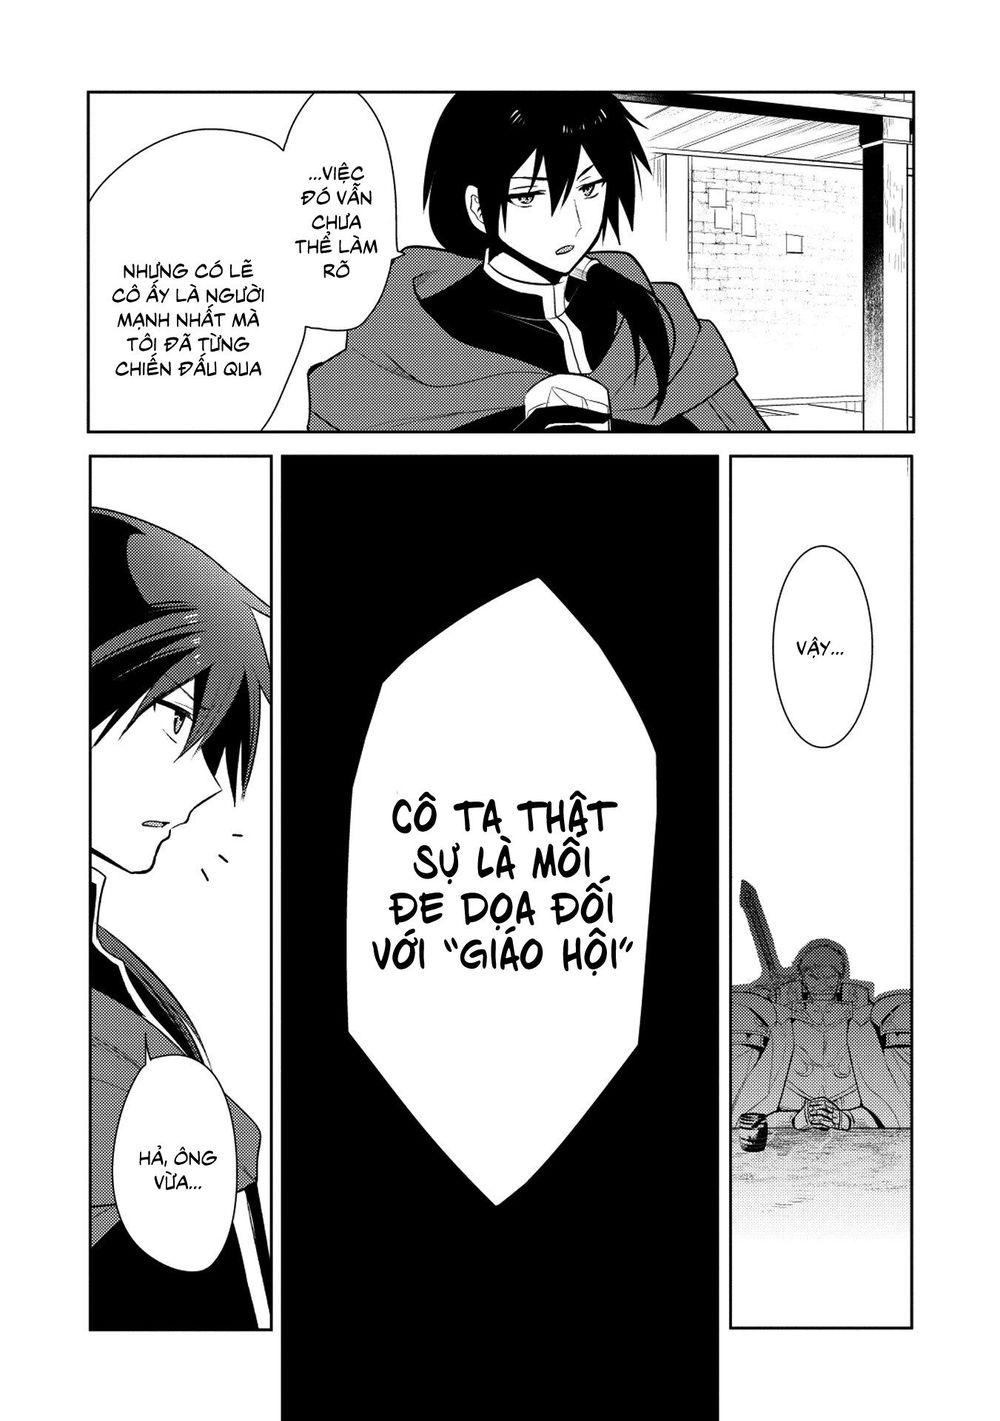 ...VIỆC
ĐÓ VẪN
CHƯA
THỂ LÀM
RÕ
NHƯNG CÓ LẼ
CÔ ẤY LÀ NGƯỜI
MẠNH NHẤT MÀ
TÔI ĐÃ TỪNG
CHIẾN ĐẤU QUA
VẬY...
CÔ TA THẬT
SỰ LÀ MỐI
ĐE DỌA ĐỐI
VỚI "GIÁO HỘI"
HẢ, ÔNG
VỪA...